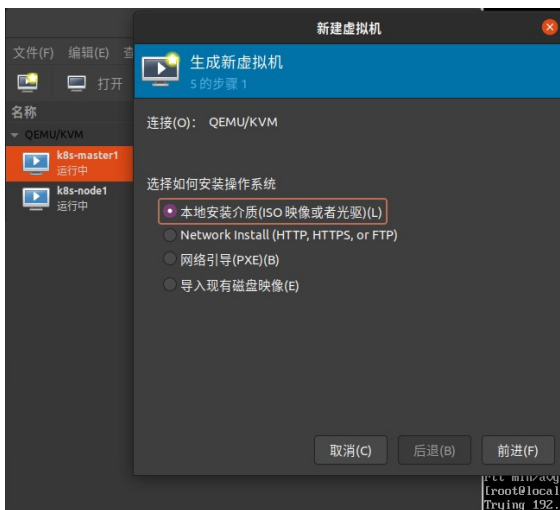 新建虚拟机
文件(F) 编辑(E) 查
打开
名称
QEMU/KVM
k8s-master1
运行中
k8s-node1
运行中
生成新虚拟机
5 的步骤 1
连接(O): QEMU/KVM
选择如何安装操作系统
本地安装介质(ISO 映像或者光驱)(L)
Network Install (HTTP, HTTPS, or FTP)
网络引导(PXE)(B)
导入现有磁盘映像(E)
取消(C) 后退(B) 前进(F)
rtt min/avg
[root@local
Trying 192.